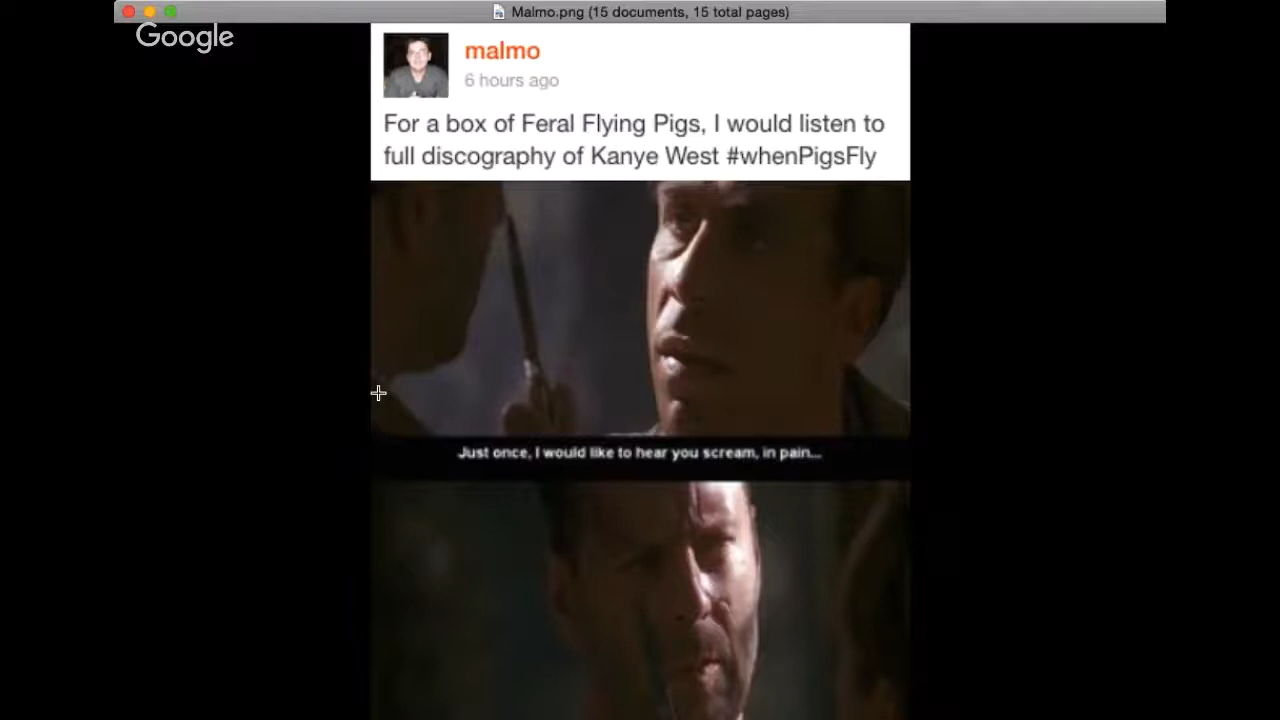 Malmo.png (15 documents, 15 total pages)
Google
malmo
6 hours ago
For a box of Feral Flying Pigs, I would listen to
full discography of Kanye West #whenPigsFly
Just once, I would like to hear you scream, in pain...